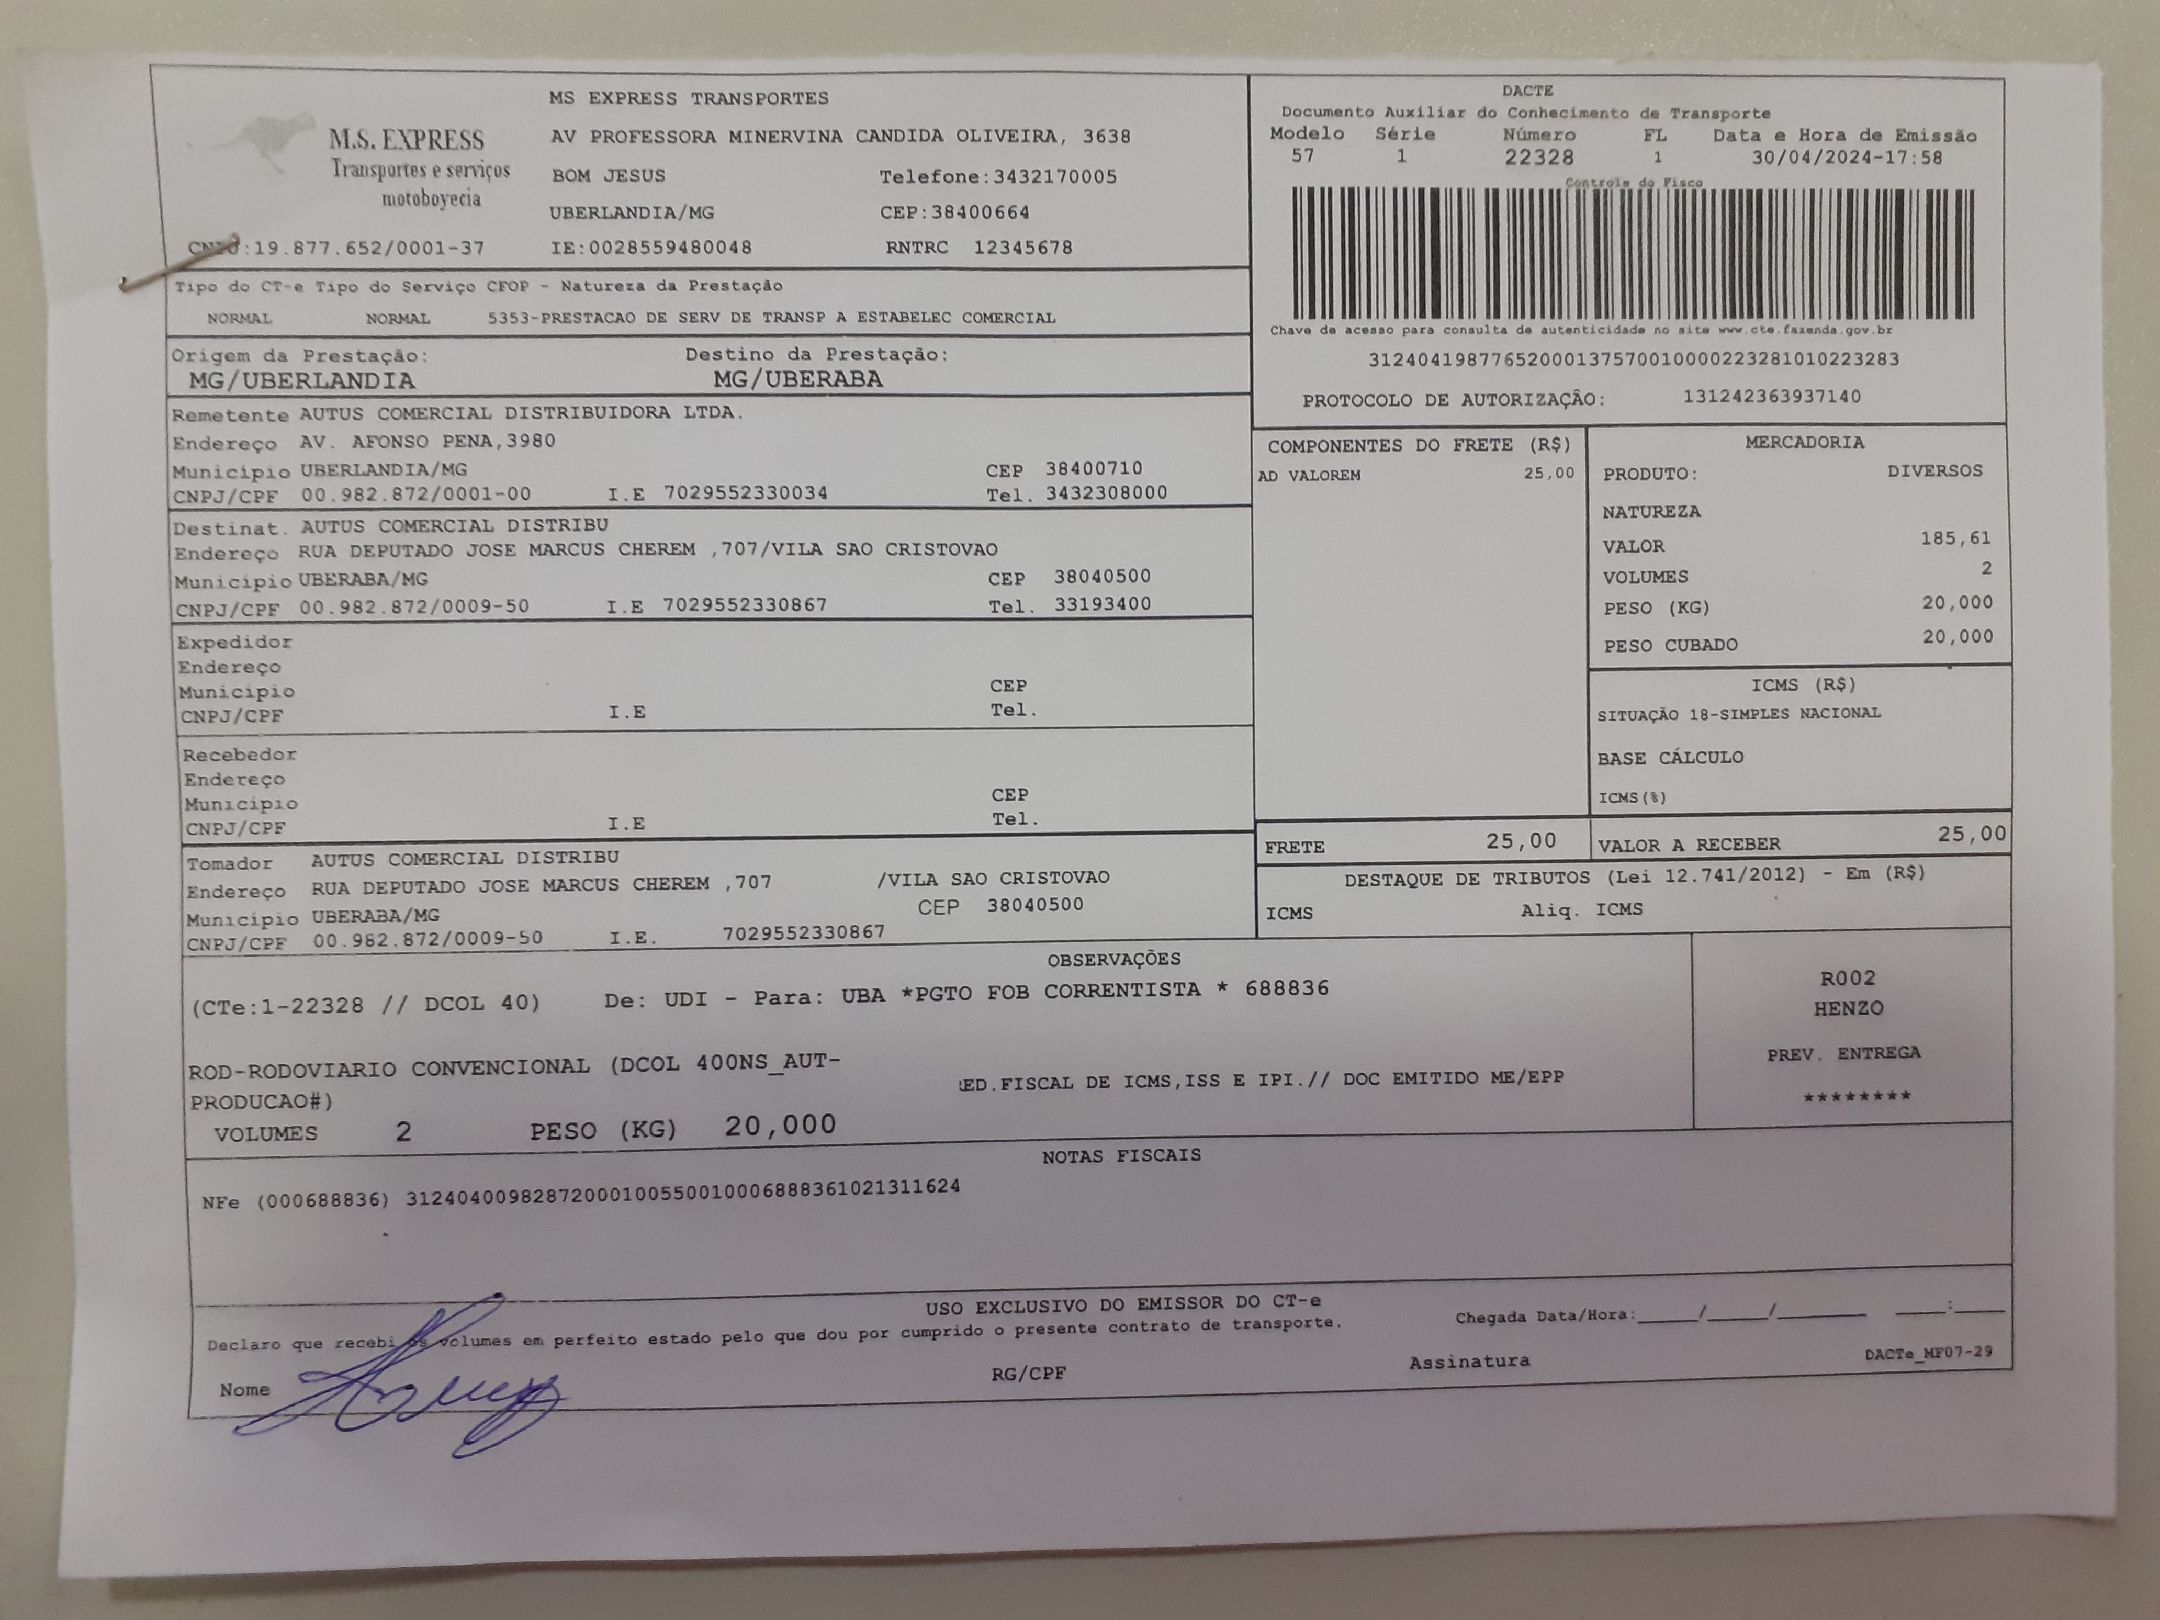 M.S. EXPRESS
Transportes e serviços
motoboyecia
MS EXPRESS TRANSPORTES
AV PROFESSORA MINERVINA CANDIDA OLIVEIRA, 3638
BOM JESUS Telefone:3432170005
UBERLANDIA/MG CEP:38400664
CNPJ:19.877.652/0001-37 IE:0028559480048 RNTRC 12345678
DACTE
Documento Auxiliar do Conhecimento de Transporte
Modelo Série Número FL Data e Hora de Emissão
57 1 22328 1 30/04/2024-17:58
Controle do Fisco
Chave de acesso para consulta de autenticidade no site www.cte.fazenda.gov.br
31240419877652000137570010000223281010223283
PROTOCOLO DE AUTORIZAÇÃO: 131242363937140
Tipo do CT-e Tipo do Serviço CFOP - Natureza da Prestação
NORMAL NORMAL 5353-PRESTACAO DE SERV DE TRANSP A ESTABELEC COMERCIAL
Origem da Prestação: Destino da Prestação:
MG/UBERLANDIA MG/UBERABA
Remetente AUTUS COMERCIAL DISTRIBUIDORA LTDA.
Endereço AV. AFONSO PENA,3980
Município UBERLANDIA/MG CEP 38400710
CNPJ/CPF 00.982.872/0001-00 I.E 7029552330034 Tel. 3432308000
Destinat. AUTUS COMERCIAL DISTRIBU
Endereço RUA DEPUTADO JOSE MARCUS CHEREM ,707/VILA SAO CRISTOVAO
Município UBERABA/MG CEP 38040500
CNPJ/CPF 00.982.872/0009-50 I.E 7029552330867 Tel. 33193400
Expedidor
Endereço
Município CEP
CNPJ/CPF I.E Tel.
Recebedor
Endereço
Município CEP
CNPJ/CPF I.E Tel.
Tomador AUTUS COMERCIAL DISTRIBU
Endereço RUA DEPUTADO JOSE MARCUS CHEREM ,707 /VILA SAO CRISTOVAO
Município UBERABA/MG CEP 38040500
CNPJ/CPF 00.982.872/0009-50 I.E. 7029552330867
COMPONENTES DO FRETE (R$)
AD VALOREM 25,00
MERCADORIA
PRODUTO: DIVERSOS
NATUREZA
VALOR 185,61
VOLUMES 2
PESO (KG) 20,000
PESO CUBADO 20,000
ICMS (R$)
SITUAÇÃO 18-SIMPLES NACIONAL
BASE CÁLCULO
ICMS(%)
FRETE 25,00 VALOR A RECEBER 25,00
DESTAQUE DE TRIBUTOS (Lei 12.741/2012) - Em (R$)
ICMS Aliq. ICMS
OBSERVAÇÕES
(CTe:1-22328 // DCOL 40) De: UDI - Para: UBA *PGTO FOB CORRENTISTA * 688836
ROD-RODOVIARIO CONVENCIONAL (DCOL 400NS_AUT-
PRODUCAO#)
ED.FISCAL DE ICMS,ISS E IPI.// DOC EMITIDO ME/EPP
VOLUMES 2 PESO (KG) 20,000
R002
HENZO
PREV. ENTREGA
********
NOTAS FISCAIS
NFe (000688836) 31240400982872000100550010006888361021311624
USO EXCLUSIVO DO EMISSOR DO CT-e
Declaro que recebi os volumes em perfeito estado pelo que dou por cumprido o presente contrato de transporte.
Chegada Data/Hora:_____/_____/_______ ____:____
Nome RG/CPF Assinatura DACTe_MF07-29